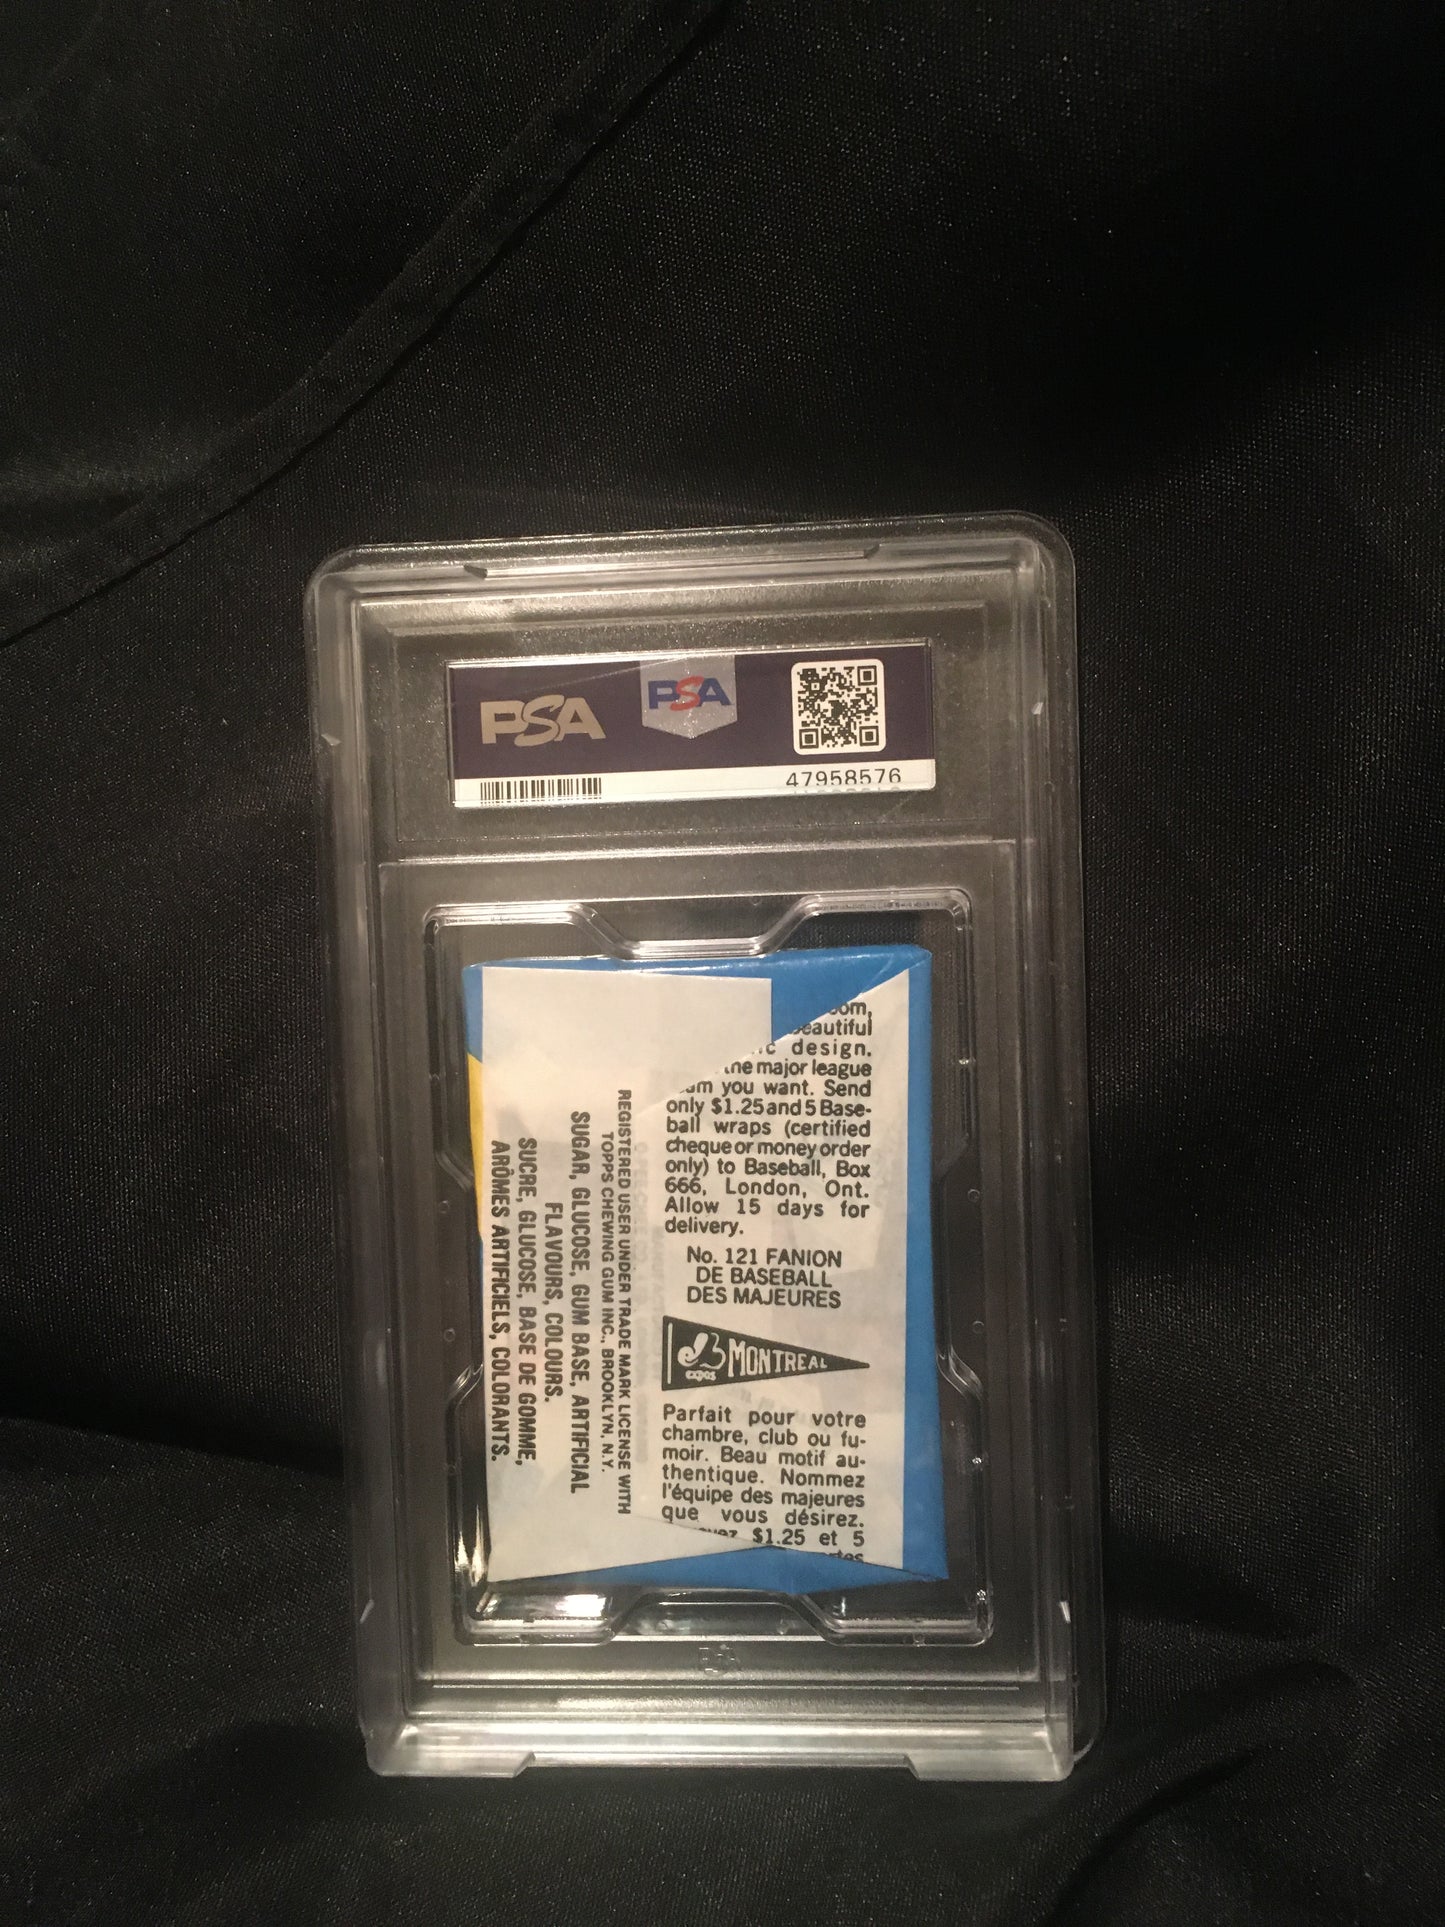 PSA
PSA
47958576
design.
the major league
you want. Send
only $1.25 and 5 Base-
ball wraps (certified
cheque or money order
only) to Baseball, Box
666, London, Ont.
Allow 15 days for
delivery.
No. 121 FANION
DE BASEBALL
DES MAJEURES
expos MONTREAL
Parfait pour votre
chambre, club ou fu-
moir. Beau motif au-
thentique. Nommez
l'équipe des majeures
que vous désirez.
$1.25 et 5
REGISTERED USER UNDER TRADE MARK LICENSE WITH
TOPPS CHEWING GUM INC., BROOKLYN, N.Y.
SUGAR, GLUCOSE, GUM BASE, ARTIFICIAL
FLAVOURS, COLOURS.
SUCRE, GLUCOSE, BASE DE GOMME,
ARÔMES ARTIFICIELS, COLORANTS.
PSA